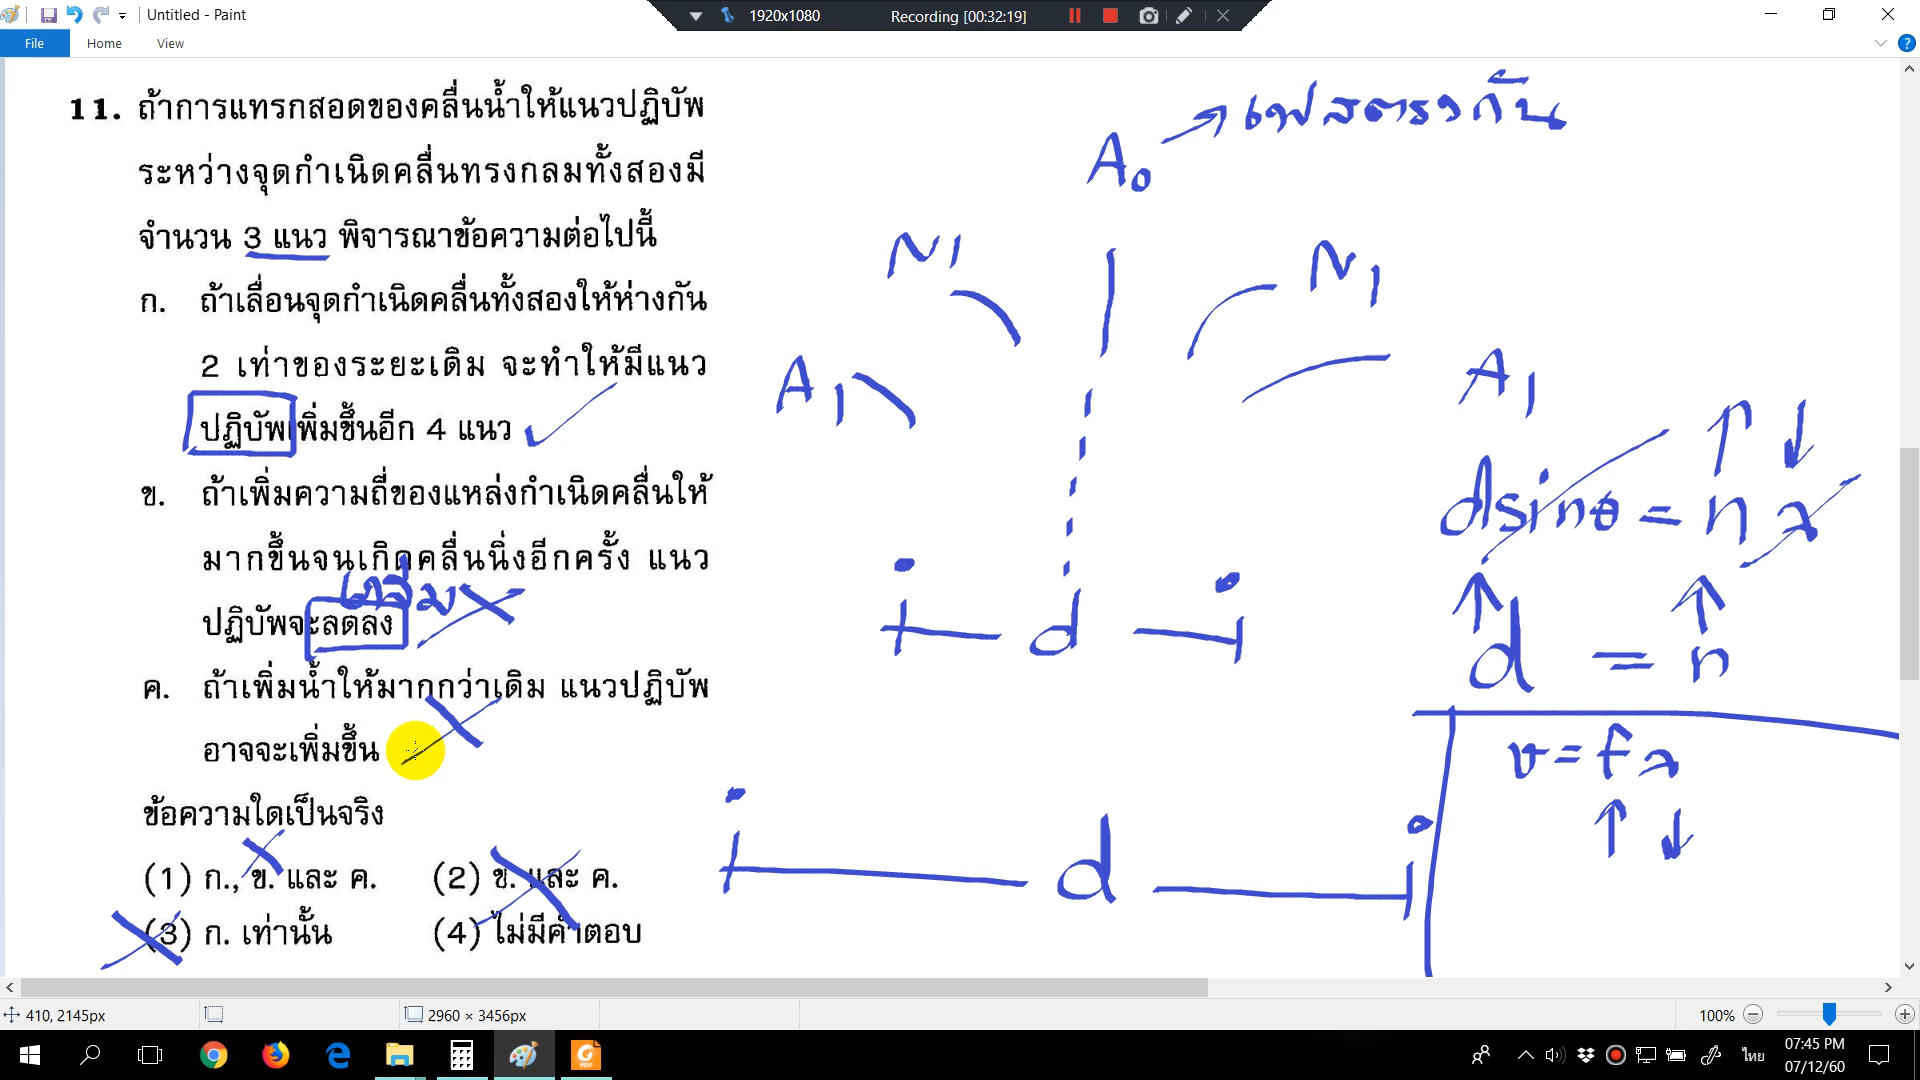 Untitled - Paint
1920x1080 Recording [00:32:19]
File Home View
11. ถ้าการแทรกสอดของคลื่นน้ำให้แนวปฏิบัพ
ระหว่างจุดกำเนิดคลื่นทรงกลมทั้งสองมี
จำนวน 3 แนว พิจารณาข้อความต่อไปนี้
ก. ถ้าเลื่อนจุดกำเนิดคลื่นทั้งสองให้ห่างกัน
2 เท่าของระยะเดิม จะทำให้มีแนว
ปฏิบัพเพิ่มขึ้นอีก 4 แนว
ข. ถ้าเพิ่มความถี่ของแหล่งกำเนิดคลื่นให้
มากขึ้นจนเกิดคลื่นนิ่งอีกครั้ง แนว
ปฏิบัพจะลดลง
ค. ถ้าเพิ่มน้ำให้มากกว่าเดิม แนวปฏิบัพ
อาจจะเพิ่มขึ้น
ข้อความใดเป็นจริง
(1) ก., ข. และ ค. (2) ข. และ ค.
(3) ก. เท่านั้น (4) ไม่มีคำตอบ
A0 → เฟสตรงกัน
N1 N1
A1 A1
d sinθ = nλ
d
d = n
v = fλ
d
410, 2145px
2960 × 3456px
100%
ไทย
07:45 PM
07/12/60